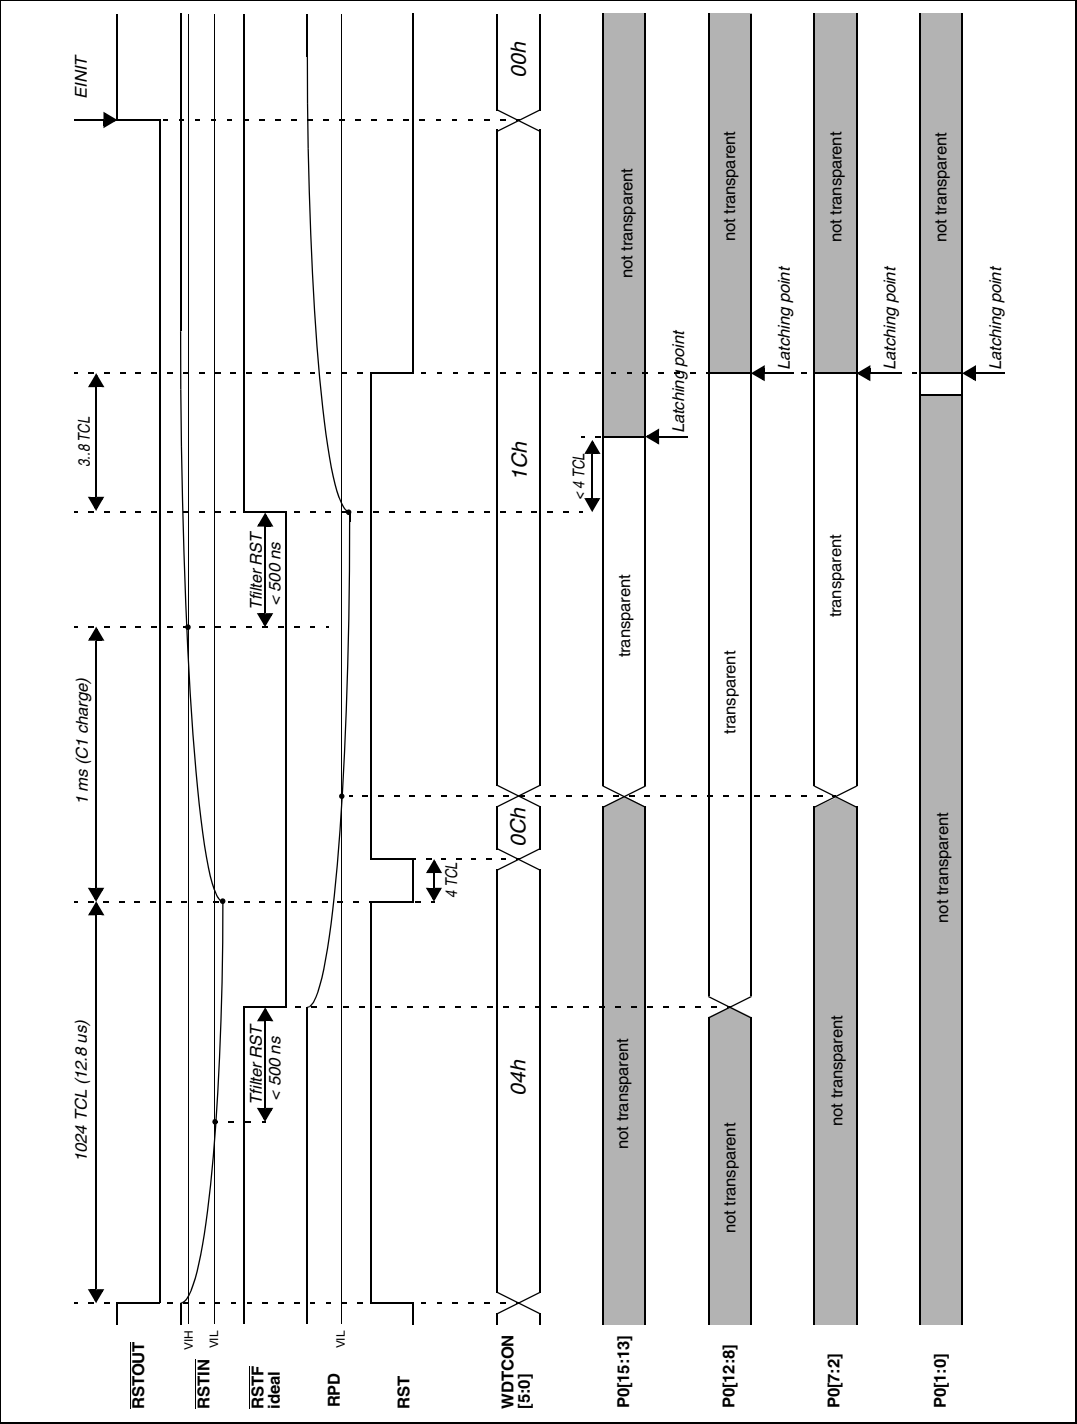 EINIT
3..8 TCL
1 ms (C1 charge)
1024 TCL (12.8 us)
RSTOUT
VIH
VIL
RSTIN
Tfilter RST
< 500 ns
Tfilter RST
< 500 ns
RSTF
ideal
VIL
RPD
4 TCL
RST
04h
0Ch
1Ch
00h
WDTCON
[5:0]
< 4 TCL
P0[15:13]
not transparent
transparent
not transparent
Latching point
P0[12:8]
not transparent
transparent
not transparent
Latching point
P0[7:2]
not transparent
transparent
not transparent
Latching point
P0[1:0]
not transparent
not transparent
Latching point